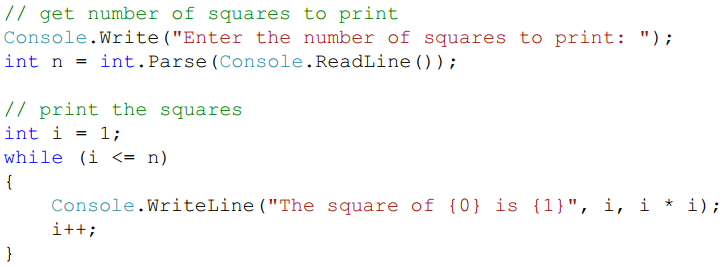 // get number of squares to print
Console.Write("Enter the number of squares to print: ");
int n = int.Parse(Console.ReadLine());

// print the squares
int i = 1;
while (i <= n)
{
    Console.WriteLine("The square of {0} is {1}", i, i * i);
    i++;
}